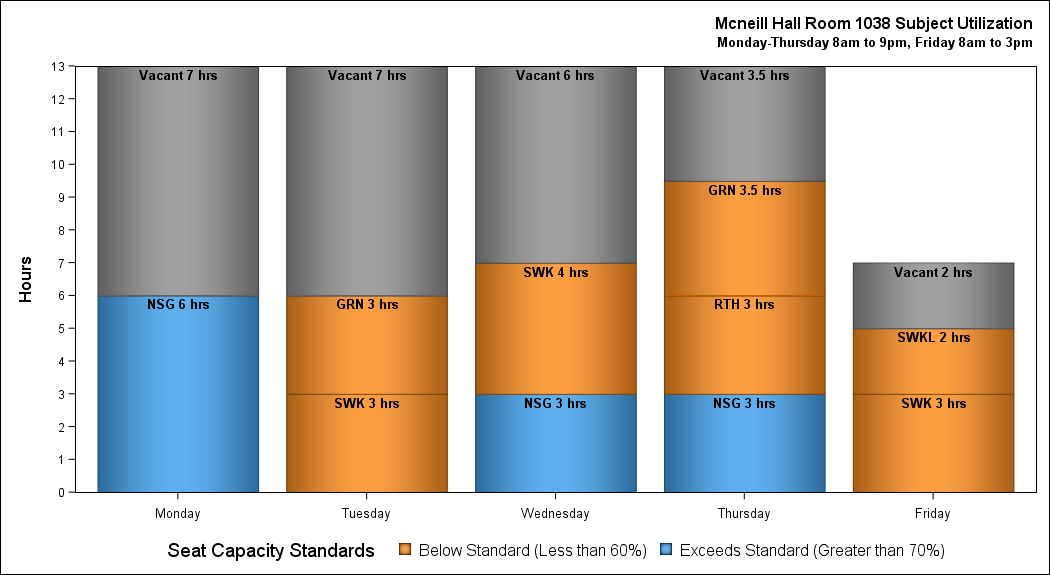 Mcneill Hall Room 1038 Subject Utilization
Monday-Thursday 8am to 9pm, Friday 8am to 3pm
Hours
13
12
11
10
9
8
7
6
5
4
3
2
1
0
Vacant 7 hrs
NSG 6 hrs
Vacant 7 hrs
GRN 3 hrs
SWK 3 hrs
Vacant 6 hrs
SWK 4 hrs
NSG 3 hrs
Vacant 3.5 hrs
GRN 3.5 hrs
RTH 3 hrs
NSG 3 hrs
Vacant 2 hrs
SWKL 2 hrs
SWK 3 hrs
Monday Tuesday Wednesday Thursday Friday
Seat Capacity Standards Below Standard (Less than 60%) Exceeds Standard (Greater than 70%)